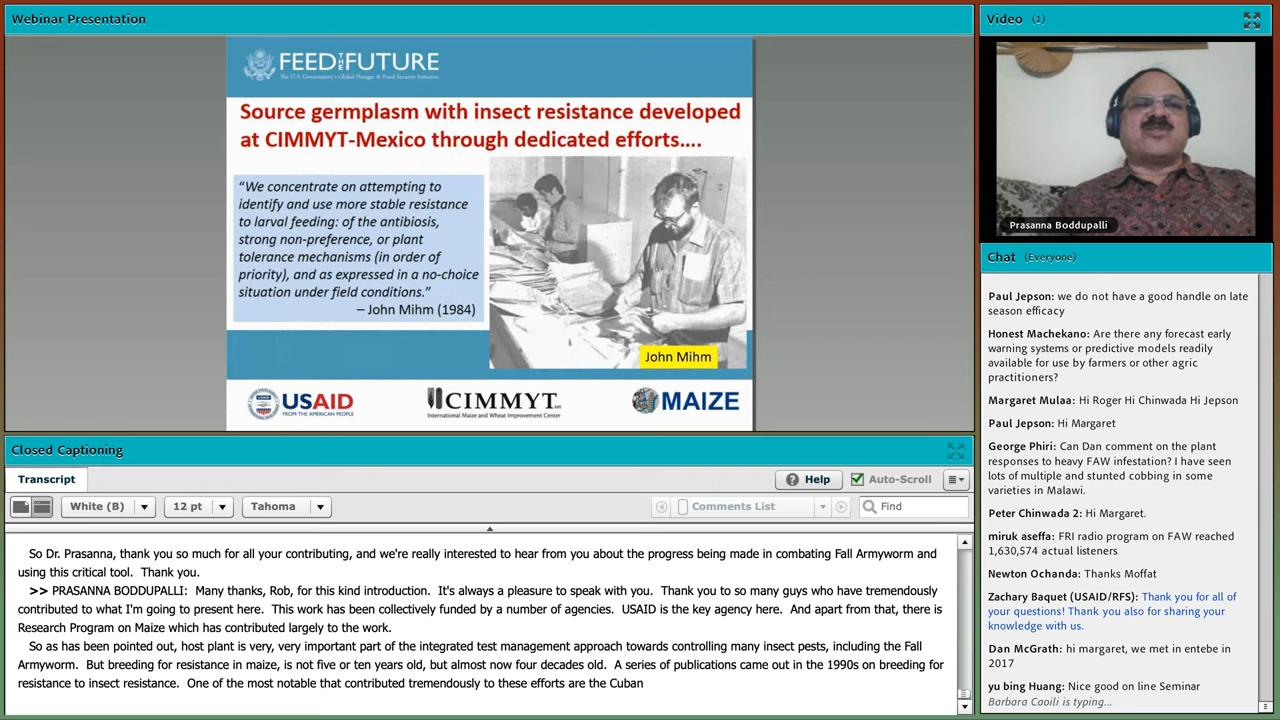 Webinar Presentation
FEED THE FUTURE
The U.S. Government's Global Hunger & Food Security Initiative
Source germplasm with insect resistance developed
at CIMMYT-Mexico through dedicated efforts....
“We concentrate on attempting to
identify and use more stable resistance
to larval feeding: of the antibiosis,
strong non-preference, or plant
tolerance mechanisms (in order of
priority), and as expressed in a no-choice
situation under field conditions.”
– John Mihm (1984)
John Mihm
USAID
FROM THE AMERICAN PEOPLE
CIMMYT
International Maize and Wheat Improvement Center
MAIZE
Closed Captioning
Transcript
Help
Auto-Scroll
White (B)
12 pt
Tahoma
Comments List
Find
So Dr. Prasanna, thank you so much for all your contributing, and we're really interested to hear from you about the progress being made in combating Fall Armyworm and
using this critical tool. Thank you.
>> PRASANNA BODDUPALLI: Many thanks, Rob, for this kind introduction. It's always a pleasure to speak with you. Thank you to so many guys who have tremendously
contributed to what I'm going to present here. This work has been collectively funded by a number of agencies. USAID is the key agency here. And apart from that, there is
Research Program on Maize which has contributed largely to the work.
So as has been pointed out, host plant is very, very important part of the integrated test management approach towards controlling many insect pests, including the Fall
Armyworm. But breeding for resistance in maize, is not five or ten years old, but almost now four decades old. A series of publications came out in the 1990s on breeding for
resistance to insect resistance. One of the most notable that contributed tremendously to these efforts are the Cuban
Video (1)
Prasanna Boddupalli
Chat (Everyone)
Paul Jepson: we do not have a good handle on late
season efficacy
Honest Machekano: Are there any forecast early
warning systems or predictive models readily
available for use by farmers or other agric
practitioners?
Margaret Mulaa: Hi Roger Hi Chinwada Hi Jepson
Paul Jepson: Hi Margaret
George Phiri: Can Dan comment on the plant
responses to heavy FAW infestation? I have seen
lots of multiple and stunted cobbing in some
varieties in Malawi.
Peter Chinwada 2: Hi Margaret.
miruk aseffa: FRI radio program on FAW reached
1,630,574 actual listeners
Newton Ochanda: Thanks Moffat
Zachary Baquet (USAID/RFS): Thank you for all
of your questions! Thank you also for sharing your
knowledge with us.
Dan McGrath: hi margaret, we met in entebe in
2017
yu bing Huang: Nice good on line Seminar
Barbara Caoili is typing...